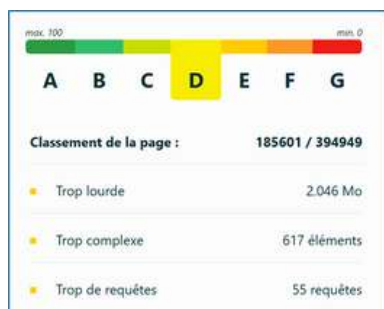 max. 100 min. 0
A B C D E F G
Classement de la page : 185601 / 394949
Trop lourde 2.046 Mo
Trop complexe 617 éléments
Trop de requêtes 55 requêtes